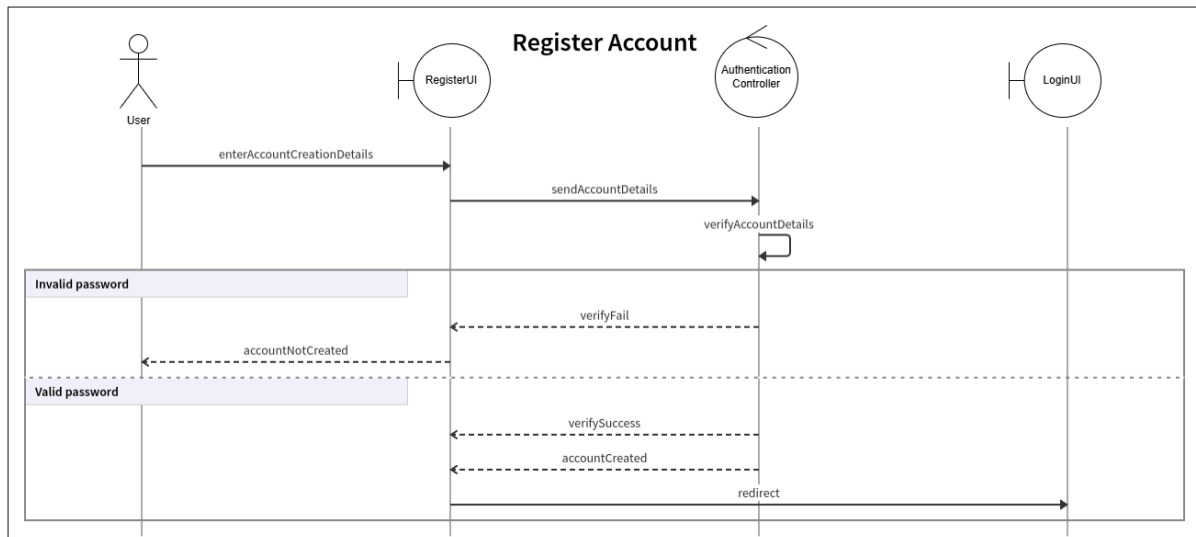 Register Account
User
RegisterUI
Authentication
Controller
LoginUI
enterAccountCreationDetails
sendAccountDetails
verifyAccountDetails
Invalid password
verifyFail
accountNotCreated
Valid password
verifySuccess
accountCreated
redirect